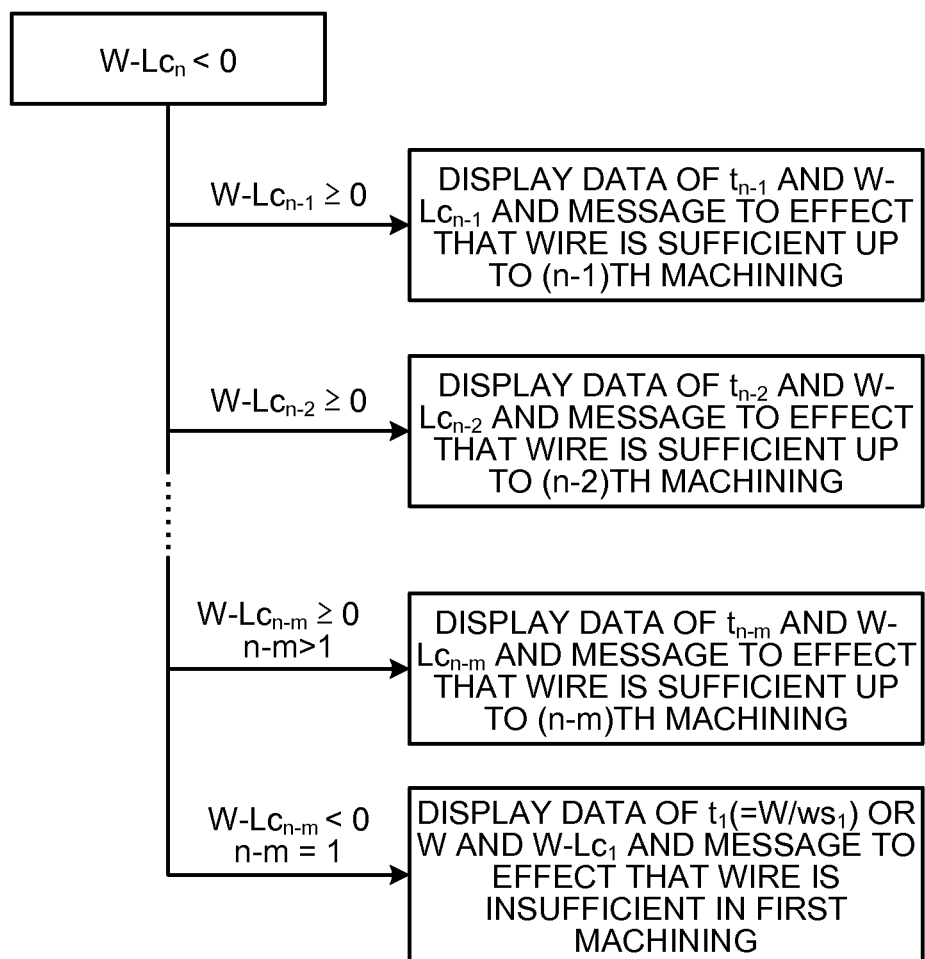 W-Lcₙ < 0
W-Lcₙ₋₁ ≥ 0
DISPLAY DATA OF tₙ₋₁ AND W-
Lcₙ₋₁ AND MESSAGE TO EFFECT
THAT WIRE IS SUFFICIENT UP
TO (n-1)TH MACHINING
W-Lcₙ₋₂ ≥ 0
DISPLAY DATA OF tₙ₋₂ AND W-
Lcₙ₋₂ AND MESSAGE TO EFFECT
THAT WIRE IS SUFFICIENT UP
TO (n-2)TH MACHINING
W-Lcₙ₋ₘ ≥ 0
n-m>1
DISPLAY DATA OF tₙ₋ₘ AND W-
Lcₙ₋ₘ AND MESSAGE TO EFFECT
THAT WIRE IS SUFFICIENT UP
TO (n-m)TH MACHINING
W-Lcₙ₋ₘ < 0
n-m = 1
DISPLAY DATA OF t₁(=W/ws₁) OR
W AND W-Lc₁ AND MESSAGE TO
EFFECT THAT WIRE IS
INSUFFICIENT IN FIRST
MACHINING